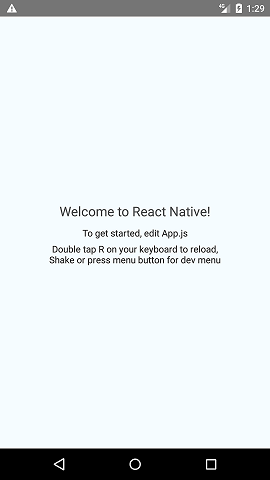 4G 1:29
Welcome to React Native!
To get started, edit App.js
Double tap R on your keyboard to reload,
Shake or press menu button for dev menu